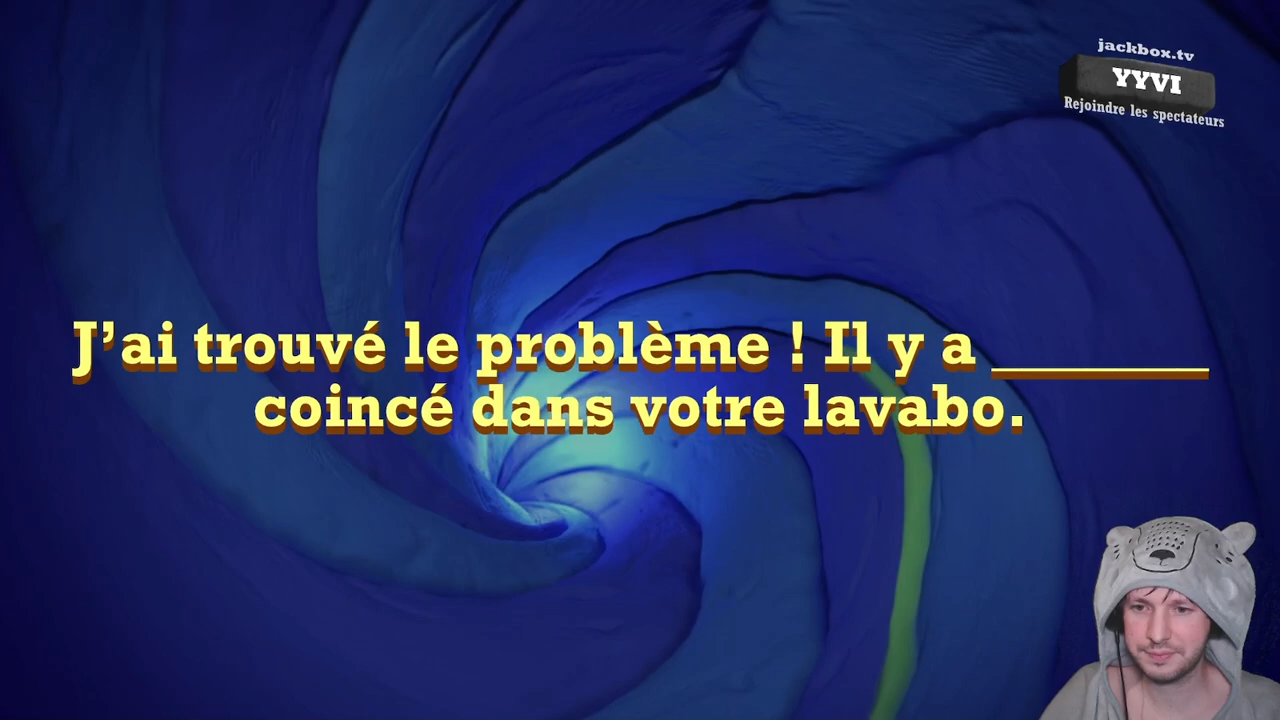 jackbox.tv
YYVI
Rejoindre les spectateurs
J’ai trouvé le problème ! Il y a ________
coincé dans votre lavabo.